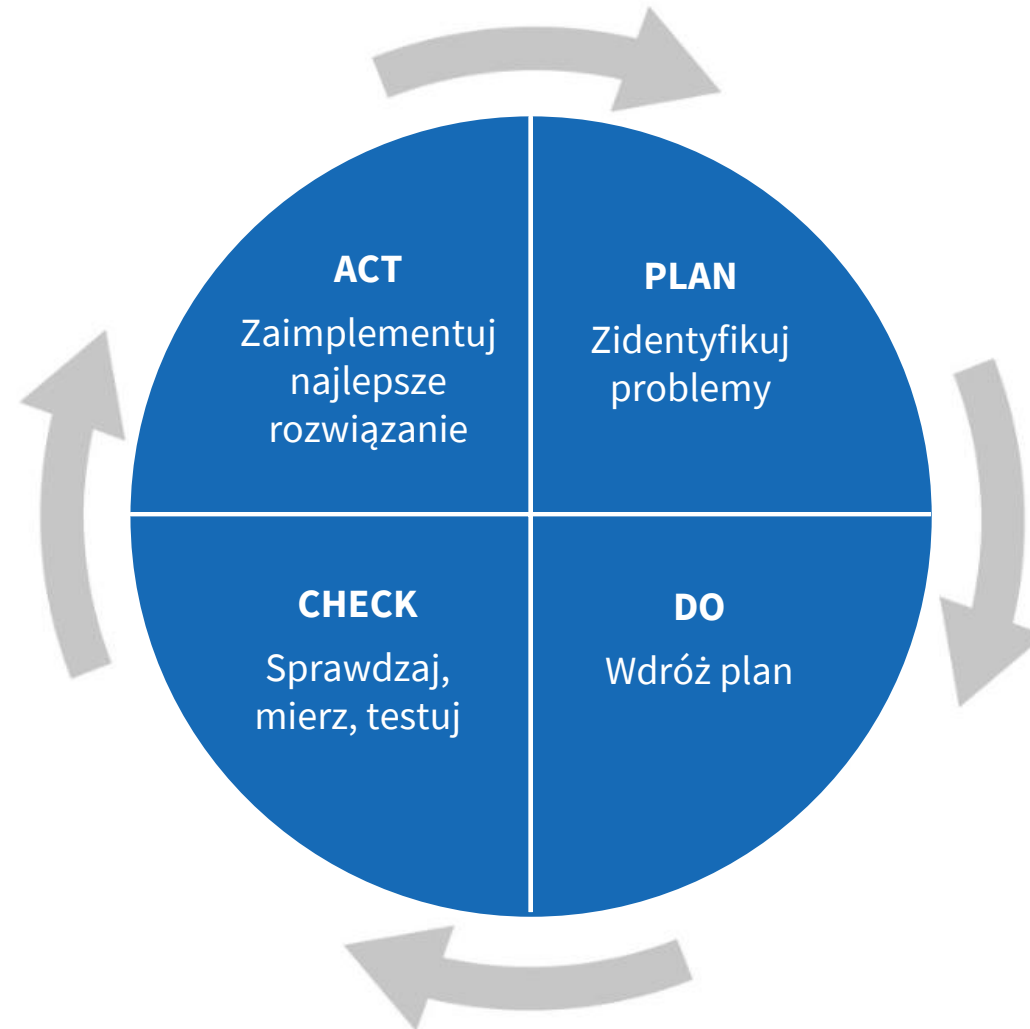 ACT
Zaimplementuj
najlepsze
rozwiązanie
PLAN
Zidentyfikuj
problemy
CHECK
Sprawdzaj,
mierz, testuj
DO
Wdróż plan